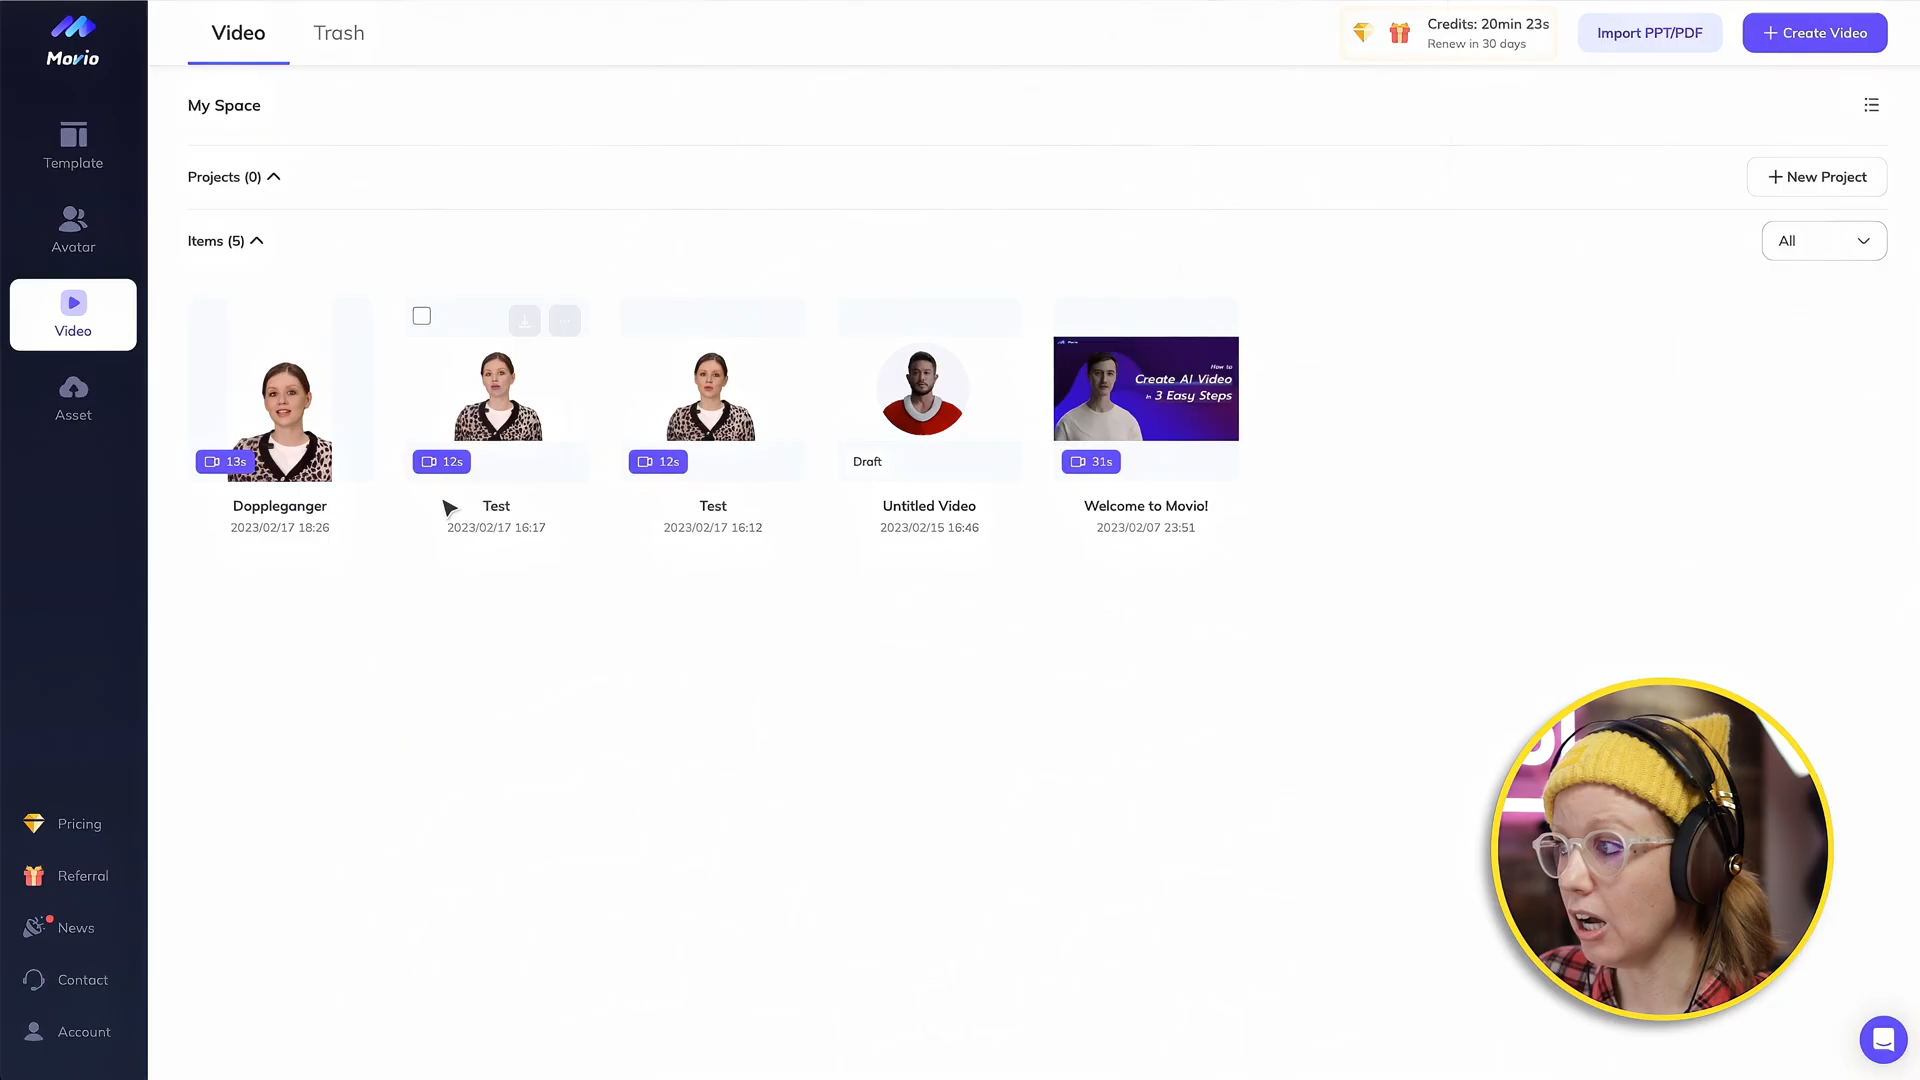 Movio
Template
Avatar
Video
Asset
Pricing
Referral
News
Contact
Account
Video
Trash
Credits: 20min 23s
Renew in 30 days
Import PPT/PDF
+ Create Video
My Space
Projects (0)
+ New Project
Items (5)
All
13s
Doppleganger
2023/02/17 18:26
12s
Test
2023/02/17 16:17
12s
Test
2023/02/17 16:12
Draft
Untitled Video
2023/02/15 16:46
How to
Create AI Video
in 3 Easy Steps
31s
Welcome to Movio!
2023/02/07 23:51